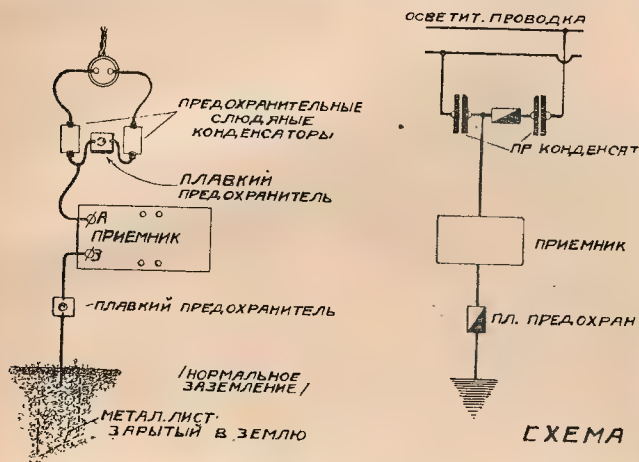 ПРЕДОХРАНИТЕЛЬНЫЕ
СЛЮДЯНЫЕ
КОНДЕНСАТОРЫ
ПЛАВКИЙ
ПРЕДОХРАНИТЕЛЬ
А
ПРИЕМНИК
З
ПЛАВКИЙ ПРЕДОХРАНИТЕЛЬ
/НОРМАЛЬНОЕ
ЗАЗЕМЛЕНИЕ/
МЕТАЛ. ЛИСТ
ЗАРЫТЫЙ В ЗЕМЛЮ
ОСВЕТИТ. ПРОВОДКА
ПР КОНДЕНСАТ
ПРИЕМНИК
ПЛ. ПРЕДОХРАН
СХЕМА